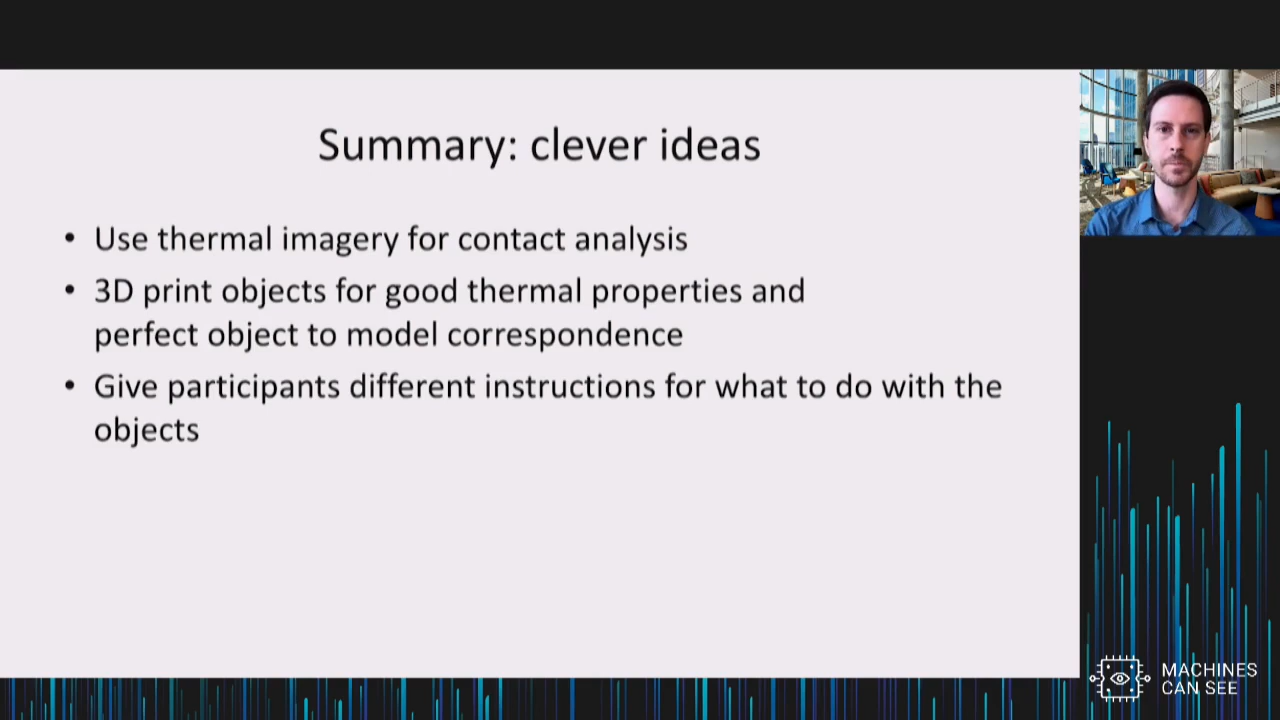 Summary: clever ideas
• Use thermal imagery for contact analysis
• 3D print objects for good thermal properties and
perfect object to model correspondence
• Give participants different instructions for what to do with the
objects
MACHINES
CAN SEE